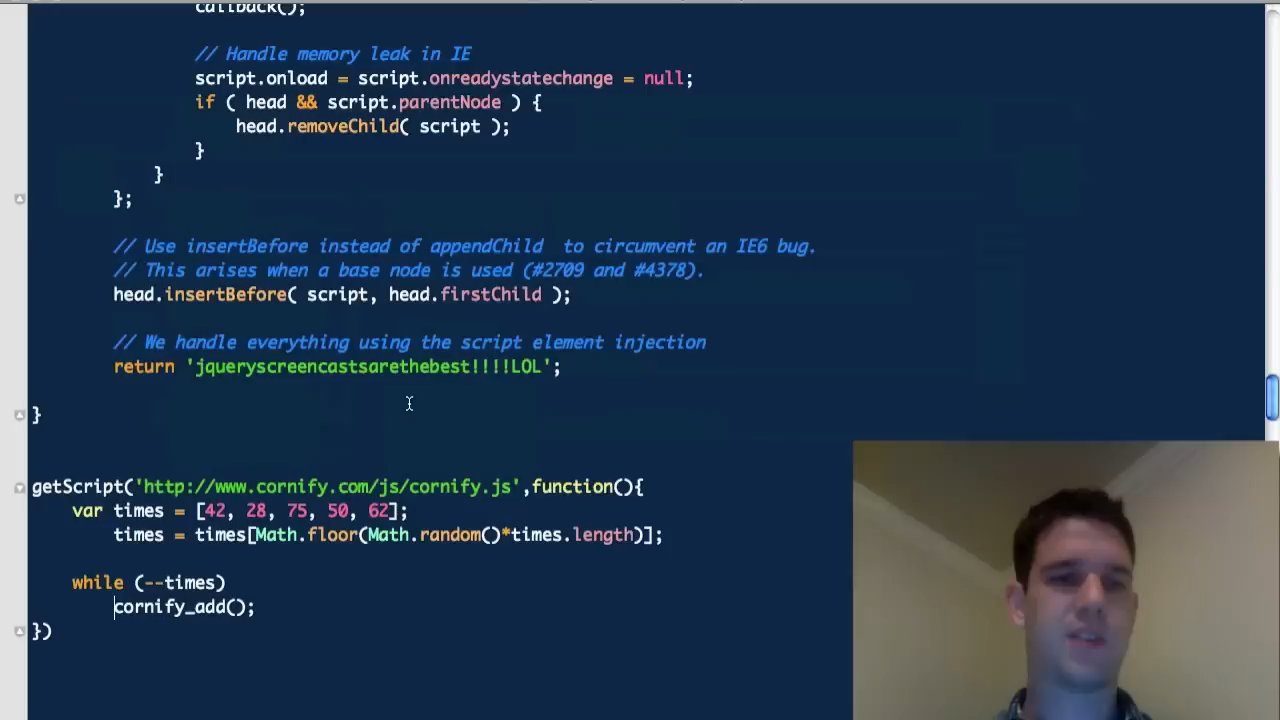 callback();
// Handle memory leak in IE
script.onload = script.onreadystatechange = null;
if ( head && script.parentNode ) {
head.removeChild( script );
}
}
};
// Use insertBefore instead of appendChild  to circumvent an IE6 bug.
// This arises when a base node is used (#2709 and #4378).
head.insertBefore( script, head.firstChild );
// We handle everything using the script element injection
return 'jqueryscreencastsarethebest!!!!LOL';
}
getScript('http://www.cornify.com/js/cornify.js',function(){
var times = [42, 28, 75, 50, 62];
times = times[Math.floor(Math.random()*times.length)];
while (--times)
cornify_add();
})